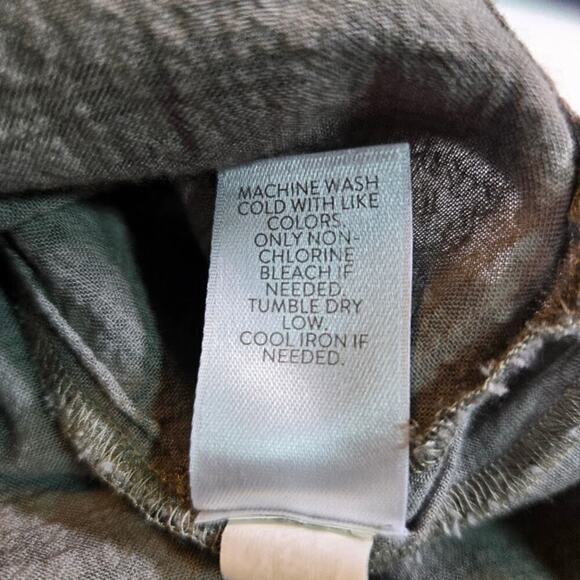 MACHINE WASH
COLD WITH LIKE
COLORS.
ONLY NON-
CHLORINE
BLEACH IF
NEEDED.
TUMBLE DRY
LOW.
COOL IRON IF
NEEDED.